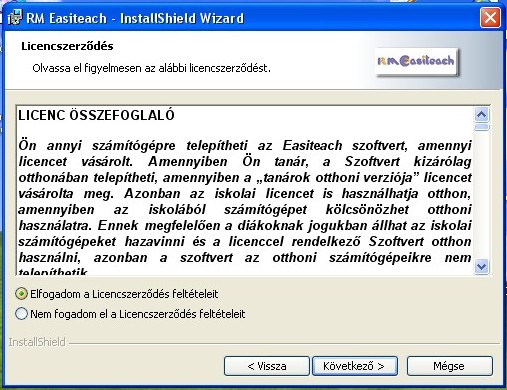 RM Easiteach - InstallShield Wizard
Licencszerződés
Olvassa el figyelmesen az alábbi licencszerződést.
RM Easiteach
LICENC ÖSSZEFOGLALÓ
Ön annyi számítógépre telepítheti az Easiteach szoftvert, amennyi
licencet vásárolt. Amennyiben Ön tanár, a Szoftvert kizárólag
otthonában telepítheti, amennyiben a „tanárok otthoni verziója” licencet
vásárolta meg. Azonban az iskolai licencet is használhatja otthon,
amennyiben az iskolából számítógépet kölcsönözhet otthoni
használatra. Ennek megfelelően a diákoknak jogukban állhat az iskolai
számítógépeket hazavinni és a licenccel rendelkező Szoftvert otthon
használni, azonban a szoftvert az otthoni számítógépeikre nem
telepíthetik.
Elfogadom a Licencszerződés feltételeit
Nem fogadom el a Licencszerződés feltételeit
InstallShield
< Vissza
Következő >
Mégse